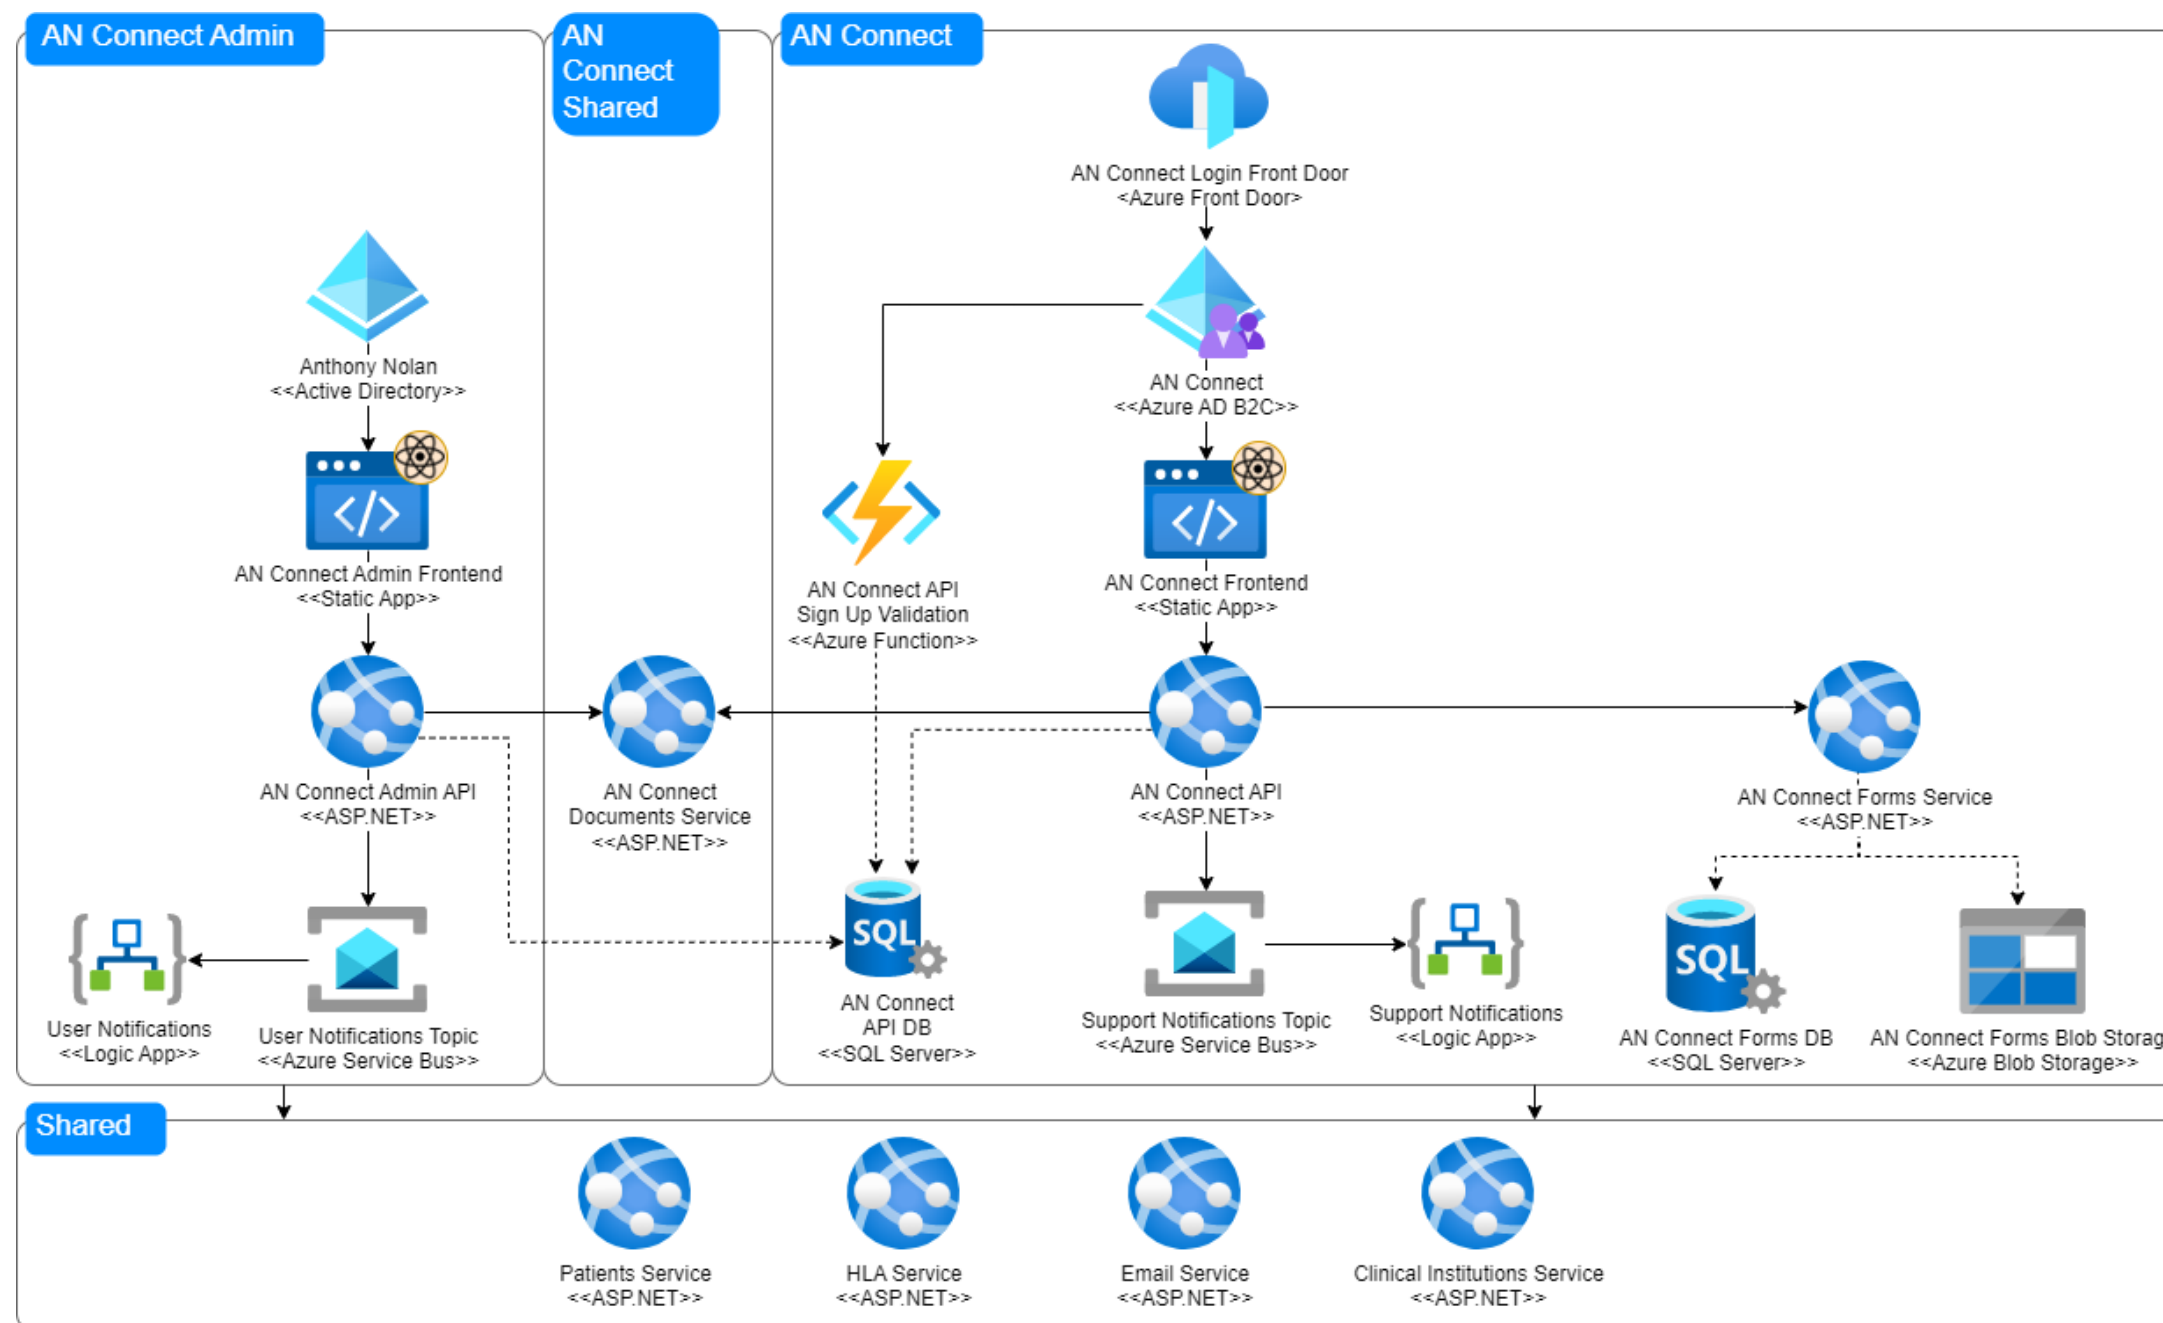 AN Connect Admin
AN
Connect
Shared
AN Connect
AN Connect Login Front Door
<Azure Front Door>
Anthony Nolan
<<Active Directory>>
AN Connect
<<Azure AD B2C>>
AN Connect Admin Frontend
<<Static App>>
AN Connect API
Sign Up Validation
<<Azure Function>>
AN Connect Frontend
<<Static App>>
AN Connect Admin API
<<ASP.NET>>
AN Connect
Documents Service
<<ASP.NET>>
AN Connect API
<<ASP.NET>>
AN Connect Forms Service
<<ASP.NET>>
User Notifications
<<Logic App>>
User Notifications Topic
<<Azure Service Bus>>
SQL
AN Connect
API DB
<<SQL Server>>
Support Notifications Topic
<<Azure Service Bus>>
Support Notifications
<<Logic App>>
SQL
AN Connect Forms DB
<<SQL Server>>
AN Connect Forms Blob Storag
<<Azure Blob Storage>>
Shared
Patients Service
<<ASP.NET>>
HLA Service
<<ASP.NET>>
Email Service
<<ASP.NET>>
Clinical Institutions Service
<<ASP.NET>>